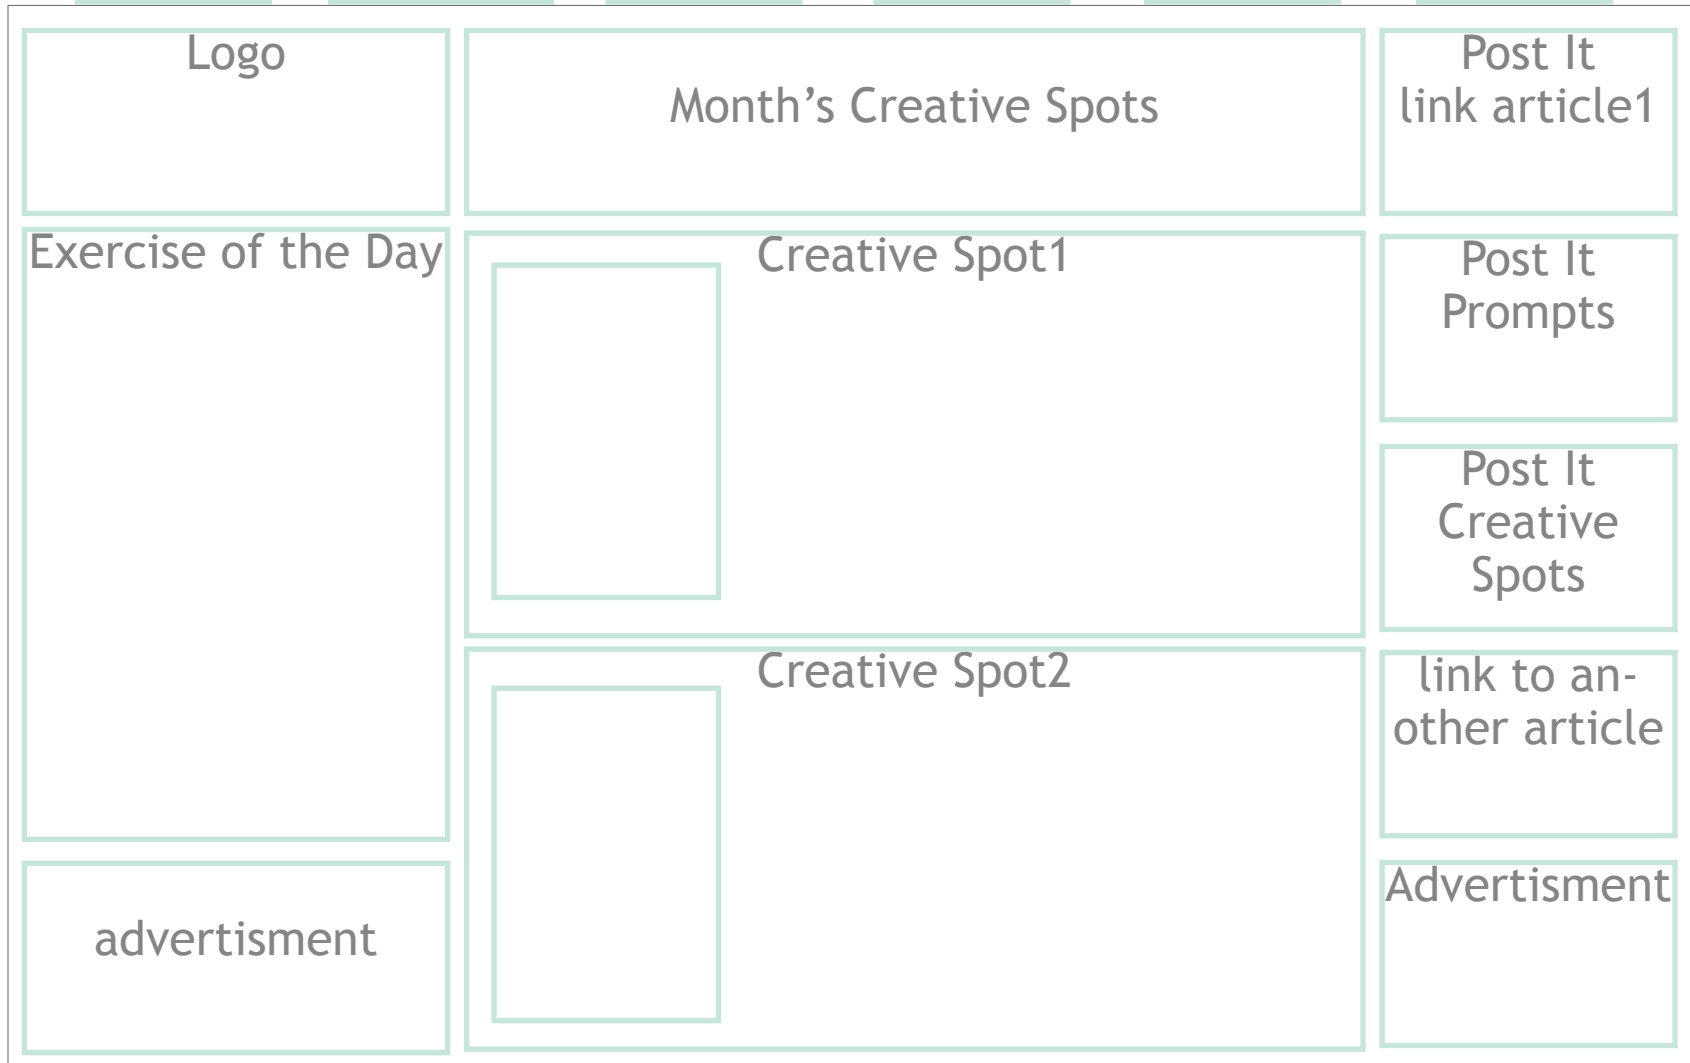 Logo
Month’s Creative Spots
Post It
link article1
Exercise of the Day
Creative Spot1
Post It
Prompts
Post It
Creative
Spots
Creative Spot2
link to an-
other article
advertisment
Advertisment